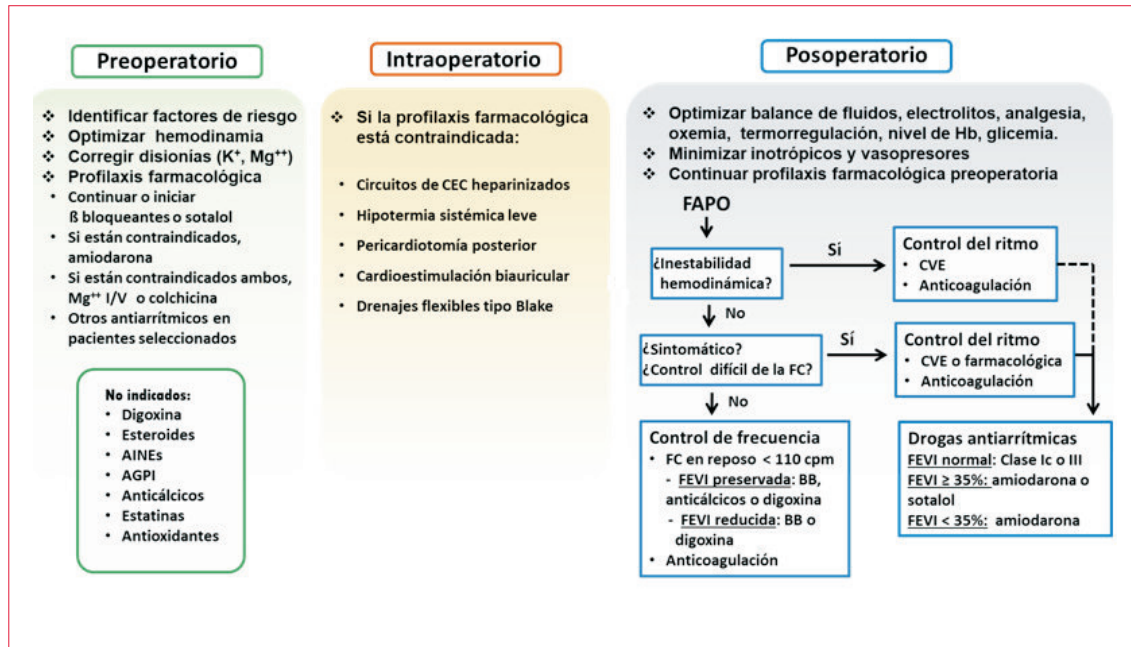 Preoperatorio
❖ Identificar factores de riesgo
❖ Optimizar hemodinamia
❖ Corregir disionías (K⁺, Mg⁺⁺)
❖ Profilaxis farmacológica
• Continuar o iniciar
ß bloqueantes o sotalol
• Si están contraindicados,
amiodarona
• Si están contraindicados ambos,
Mg⁺⁺ I/V o colchicina
• Otros antiarrítmicos en
pacientes seleccionados
No indicados:
• Digoxina
• Esteroides
• AINEs
• AGPI
• Anticálcicos
• Estatinas
• Antioxidantes
Intraoperatorio
❖ Si la profilaxis farmacológica
está contraindicada:
• Circuitos de CEC heparinizados
• Hipotermia sistémica leve
• Pericardiotomía posterior
• Cardioestimulación biauricular
• Drenajes flexibles tipo Blake
Posoperatorio
❖ Optimizar balance de fluidos, electrolitos, analgesia,
oxemia, termorregulación, nivel de Hb, glicemia.
❖ Minimizar inotrópicos y vasopresores
❖ Continuar profilaxis farmacológica preoperatoria
FAPO
¿Inestabilidad
hemodinámica?
Sí
Control del ritmo
• CVE
• Anticoagulación
No
¿Sintomático?
¿Control difícil de la FC?
Sí
Control del ritmo
• CVE o farmacológica
• Anticoagulación
No
Control de frecuencia
• FC en reposo < 110 cpm
- FEVI preservada: BB,
anticálcicos o digoxina
- FEVI reducida: BB o
digoxina
• Anticoagulación
Drogas antiarrítmicas
FEVI normal: Clase Ic o III
FEVI ≥ 35%: amiodarona o
sotalol
FEVI < 35%: amiodarona